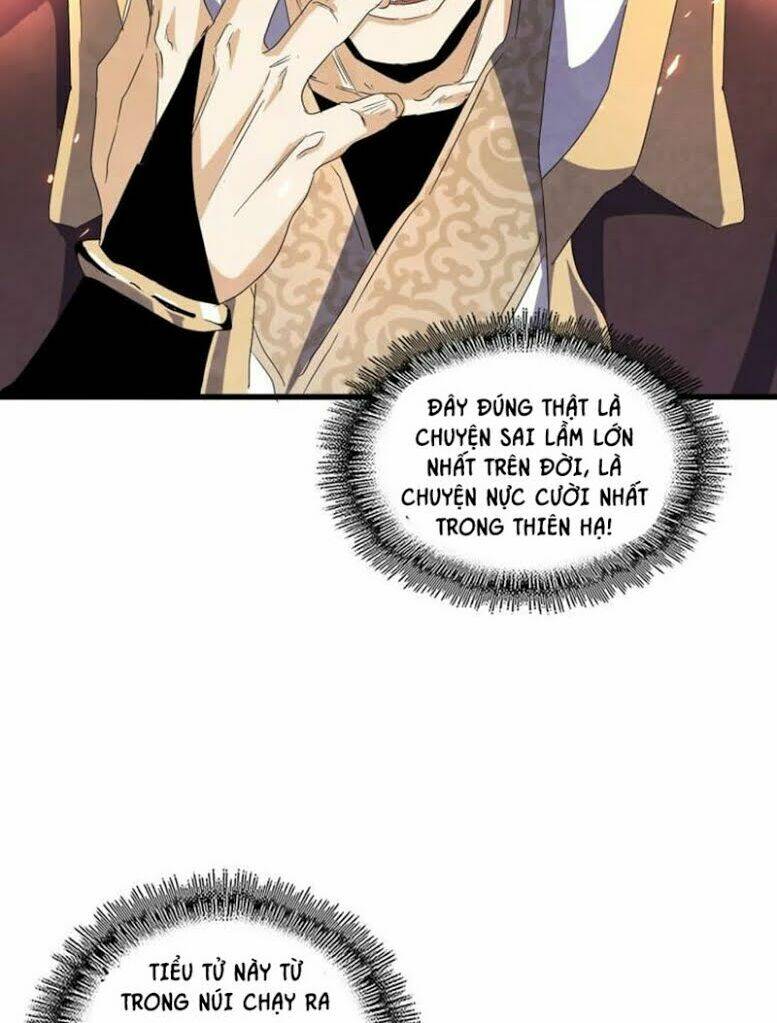 ĐÂY ĐÚNG THẬT LÀ
CHUYỆN SAI LẦM LỚN
NHẤT TRÊN ĐỜI, LÀ
CHUYỆN NỰC CƯỜI NHẤT
TRONG THIÊN HẠ!
TIỂU TỬ NÀY TỪ
TRONG NÚI CHẠY RA